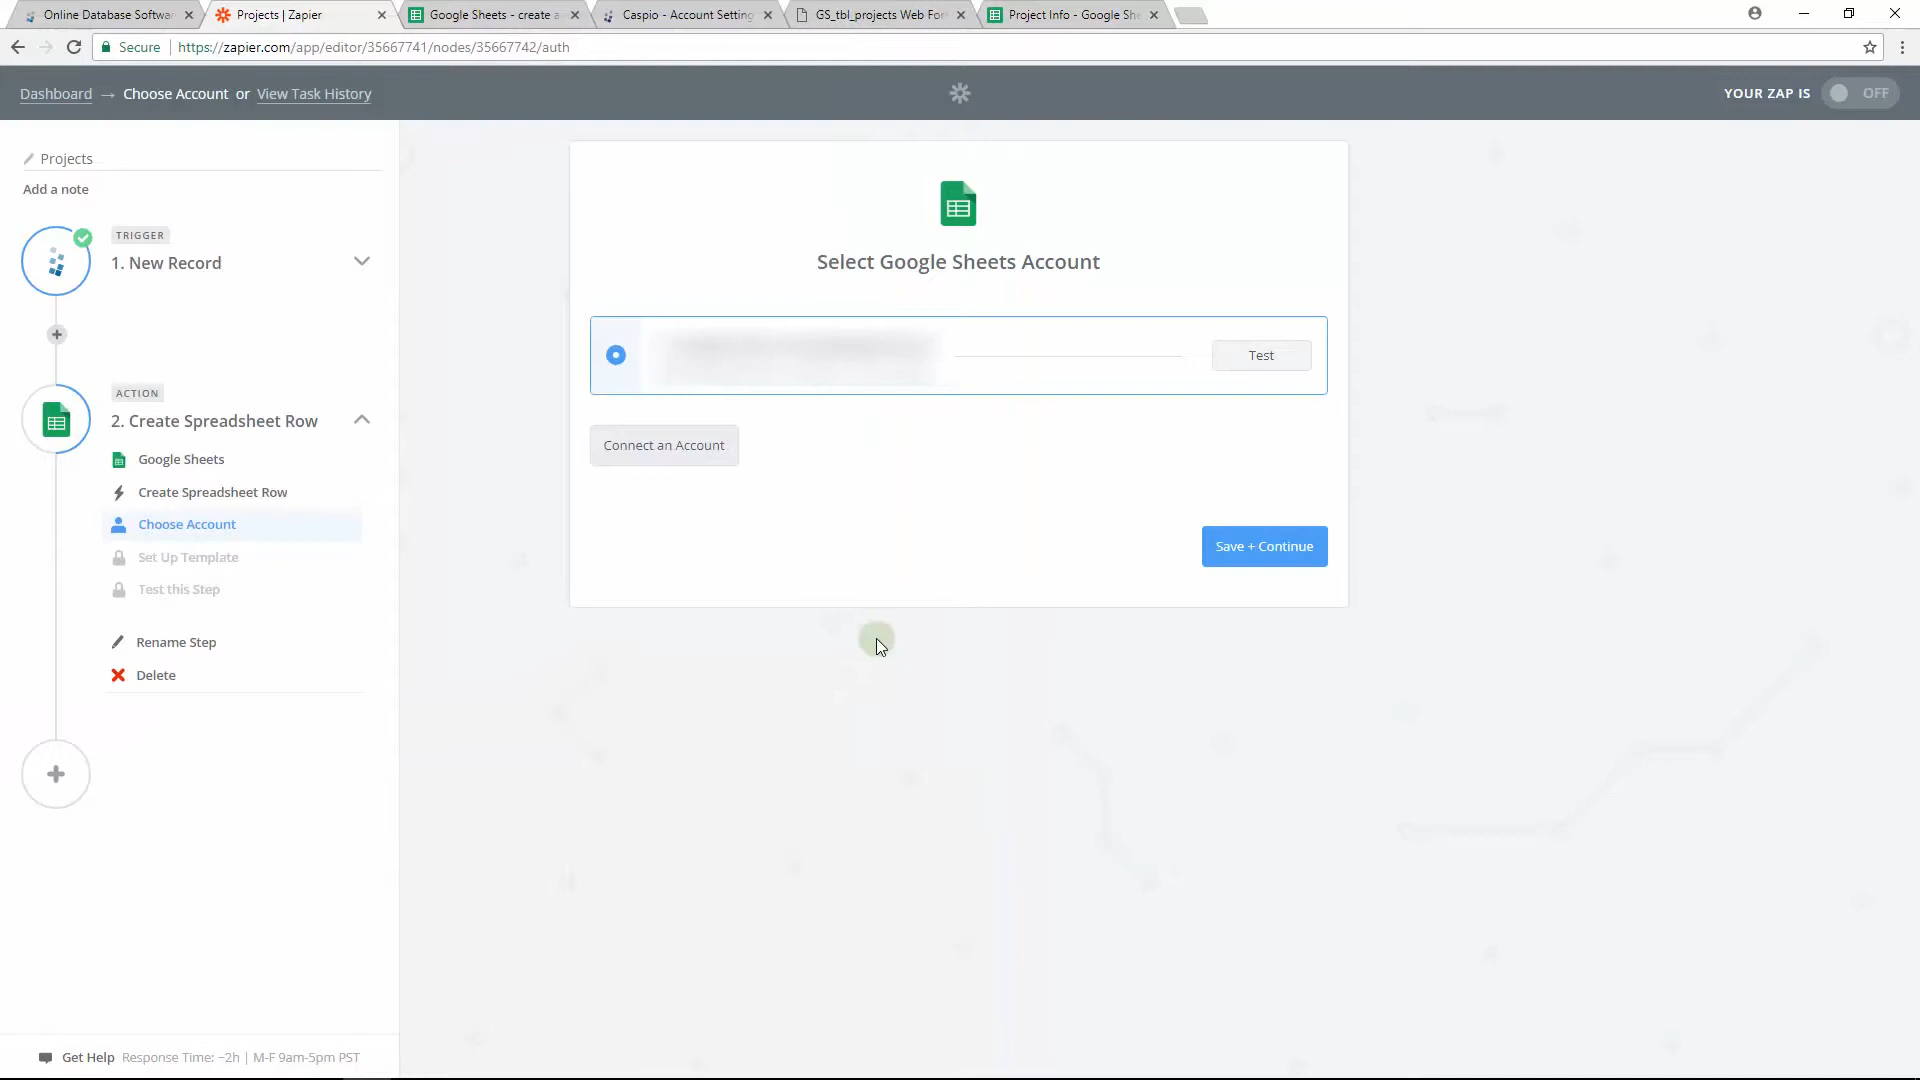 Online Database Softwa
Projects | Zapier
Google Sheets - create a
Caspio - Account Setting
GS_tbl_projects Web For
Project Info - Google She
Secure
https://zapier.com/app/editor/35667741/nodes/35667742/auth
Dashboard → Choose Account or View Task History
YOUR ZAP IS OFF
Projects
Add a note
TRIGGER
1. New Record
ACTION
2. Create Spreadsheet Row
Google Sheets
Create Spreadsheet Row
Choose Account
Set Up Template
Test this Step
Rename Step
Delete
Select Google Sheets Account
Test
Connect an Account
Save + Continue
Get Help Response Time: ~2h | M-F 9am-5pm PST